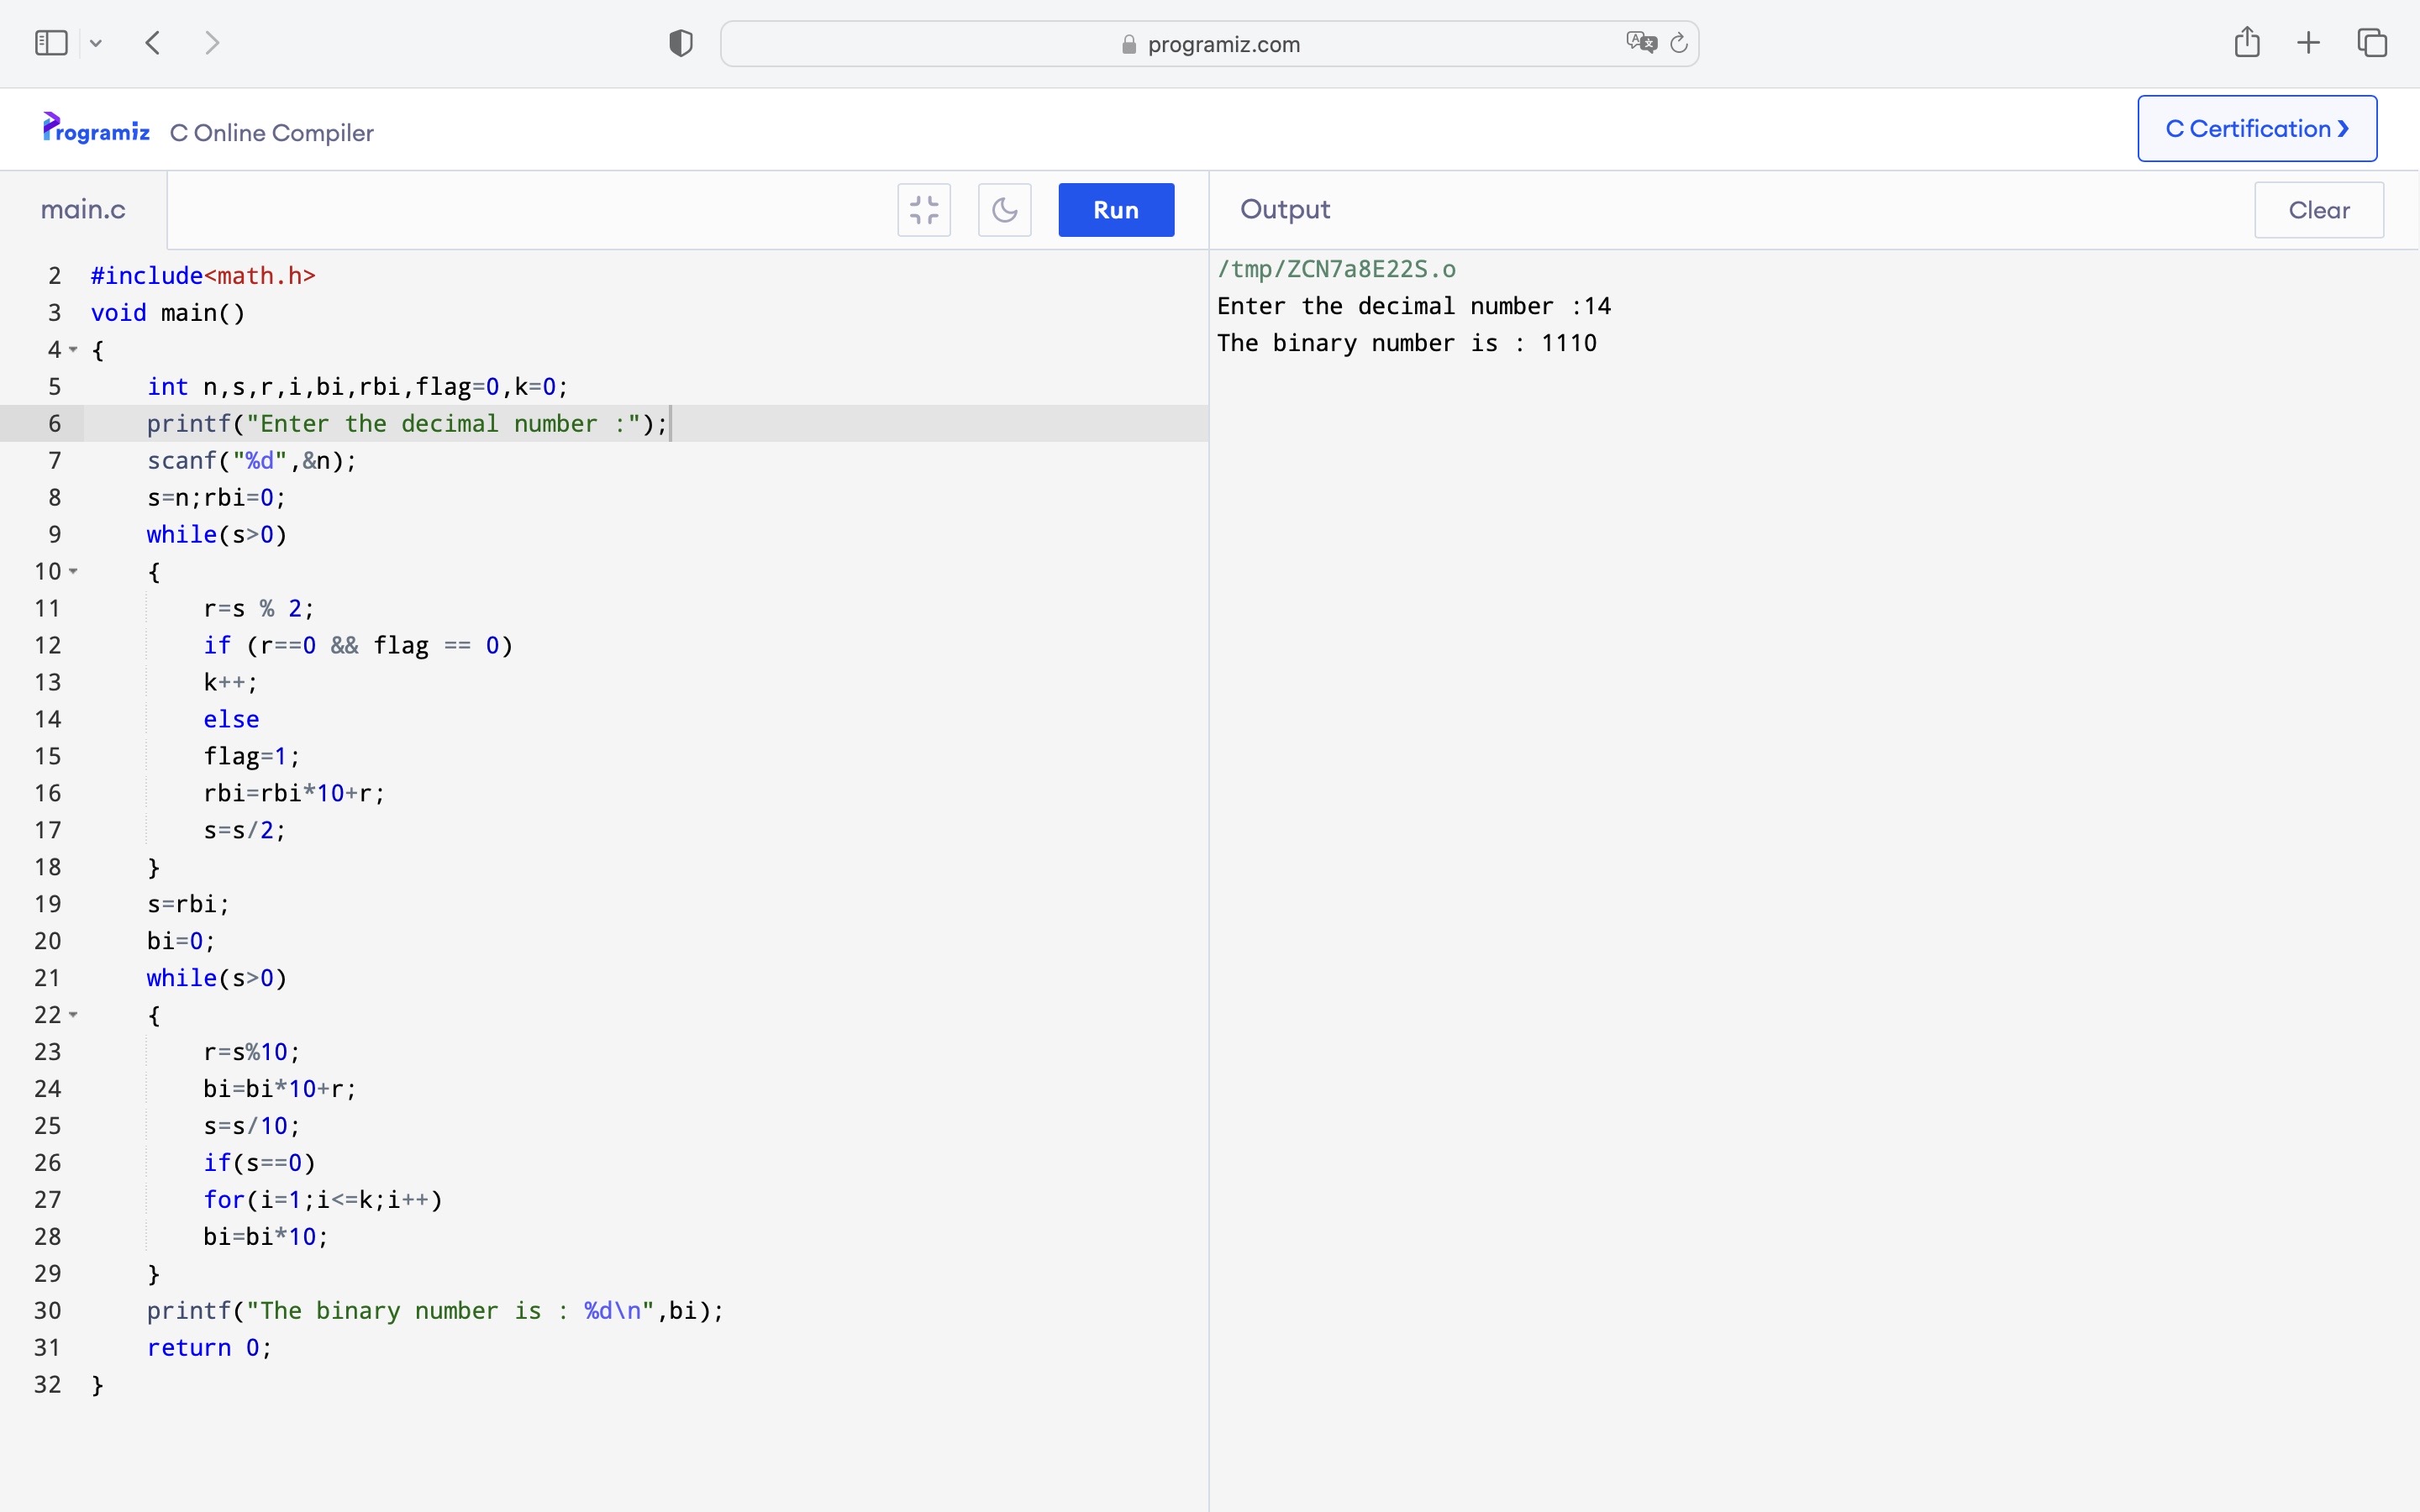 programiz.com
Programiz C Online Compiler
C Certification ❯
main.c
Run
Output
Clear
2 #include<math.h>
3 void main()
4 {
5     int n,s,r,i,bi,rbi,flag=0,k=0;
6     printf("Enter the decimal number :");
7     scanf("%d",&n);
8     s=n;rbi=0;
9     while(s>0)
10     {
11         r=s % 2;
12         if (r==0 && flag == 0)
13         k++;
14         else
15         flag=1;
16         rbi=rbi*10+r;
17         s=s/2;
18     }
19     s=rbi;
20     bi=0;
21     while(s>0)
22     {
23         r=s%10;
24         bi=bi*10+r;
25         s=s/10;
26         if(s==0)
27         for(i=1;i<=k;i++)
28         bi=bi*10;
29     }
30     printf("The binary number is : %d\n",bi);
31     return 0;
32 }
/tmp/ZCN7a8E22S.o
Enter the decimal number :14
The binary number is : 1110